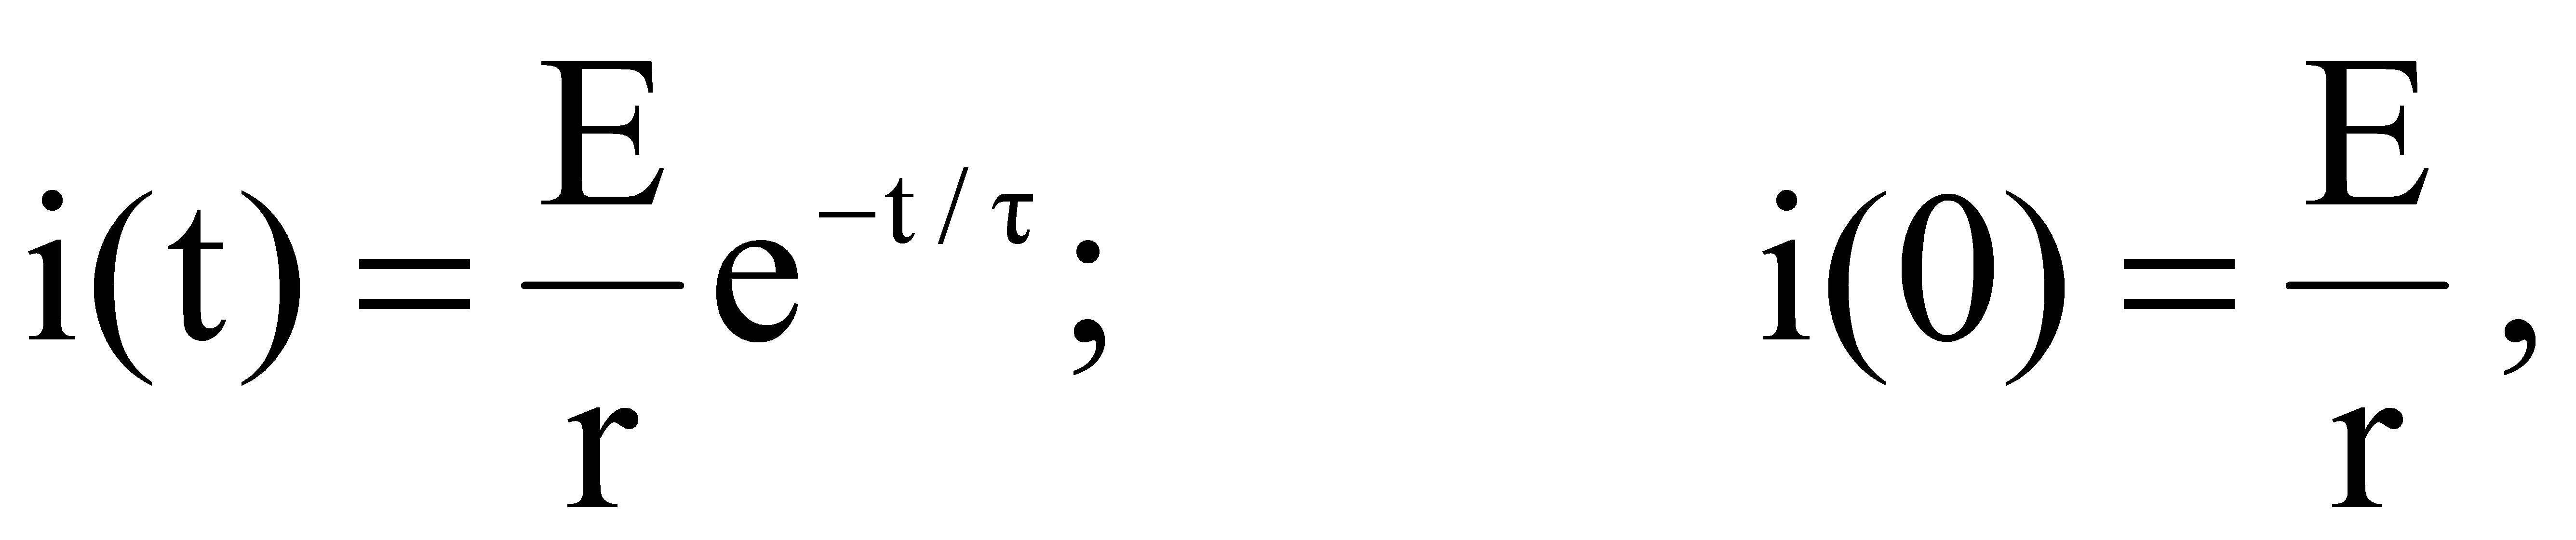 i(t) = E/r e^{-t/τ}; i(0) = E/r,